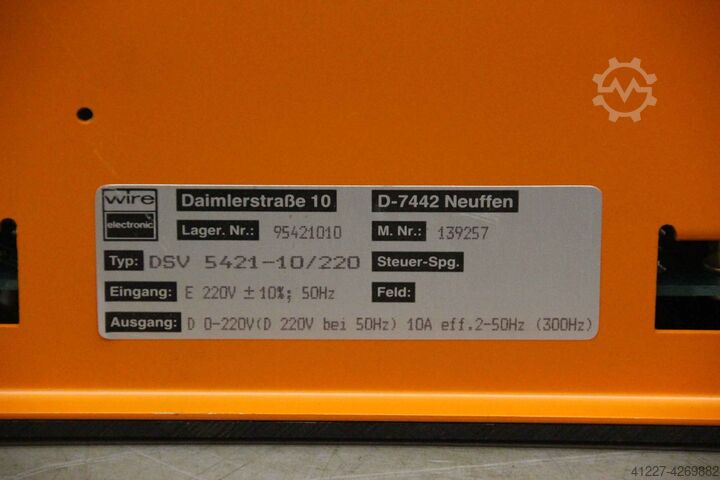 wire Daimlerstraße 10 D-7442 Neuffen
electronic Lager. Nr.: 95421010 M. Nr.: 139257
Typ: DSV 5421-10/220 Steuer-Spg.
Eingang: E 220V ± 10%; 50Hz Feld:
Ausgang: D 0-220V(D 220V bei 50Hz) 10A eff.2-50Hz (300Hz)
41227-4269882